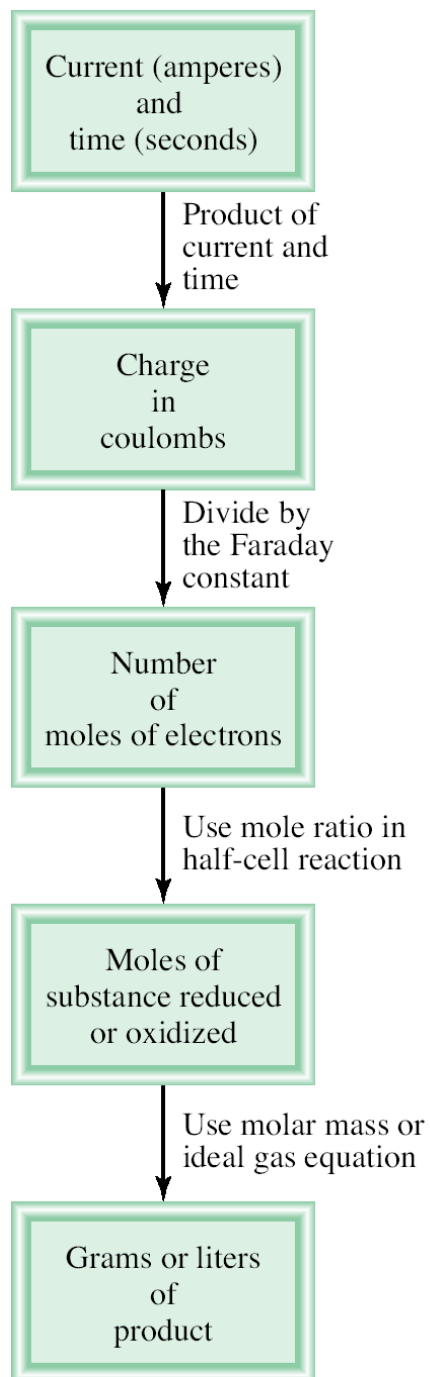 Current (amperes)
and
time (seconds)
Product of
current and
time
Charge
in
coulombs
Divide by
the Faraday
constant
Number
of
moles of electrons
Use mole ratio in
half-cell reaction
Moles of
substance reduced
or oxidized
Use molar mass or
ideal gas equation
Grams or liters
of
product